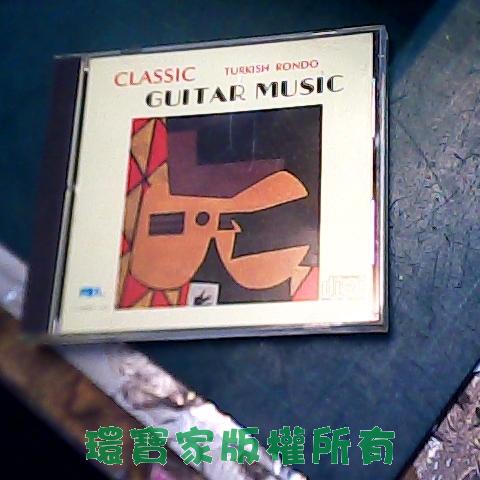 CLASSIC TURKISH RONDO
GUITAR MUSIC
環寶家版權所有